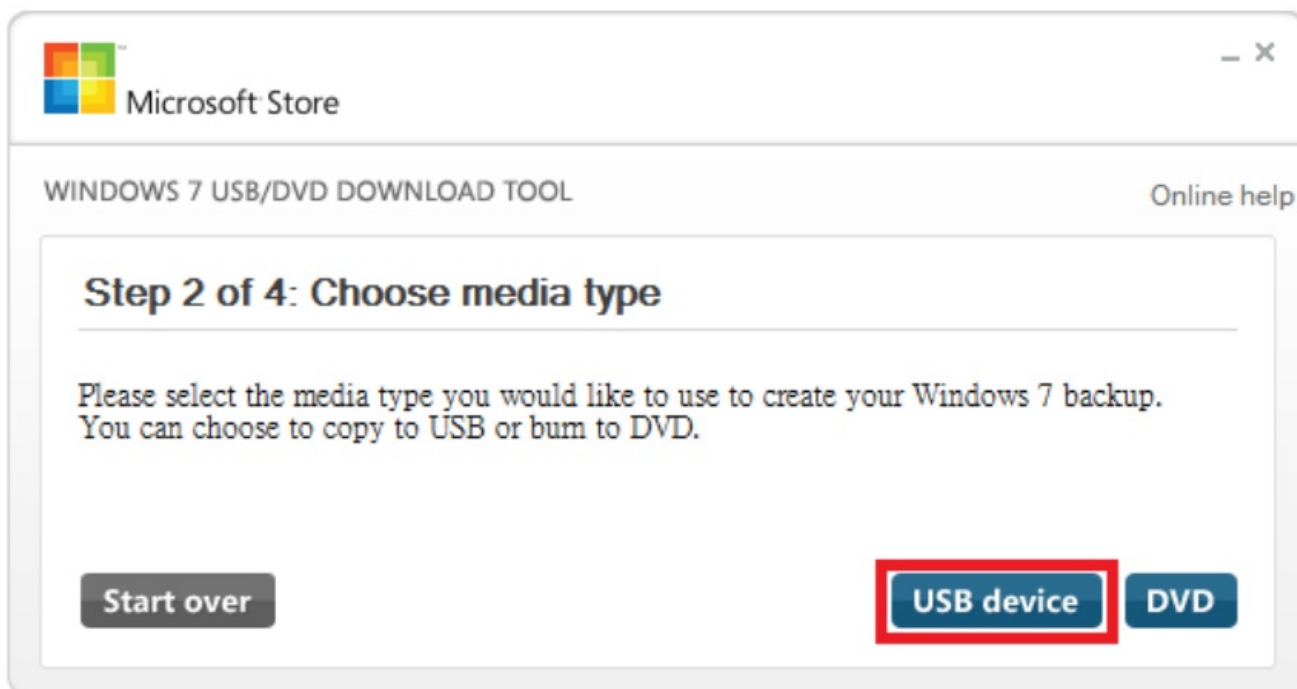 Microsoft Store
WINDOWS 7 USB/DVD DOWNLOAD TOOL
Online help
Step 2 of 4: Choose media type
Please select the media type you would like to use to create your Windows 7 backup.
You can choose to copy to USB or burn to DVD.
Start over
USB device
DVD